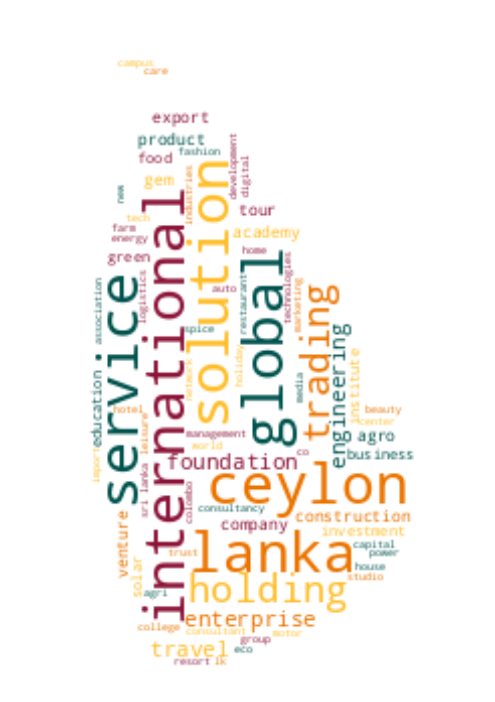 campus
care
export
product
fashion
development
food
digital
gem
industries
solution
new
international
tour
tech
farm
academy
energy
home
green
global
technologies
logistics
auto
restaurant
association
service
marketing
trading
spice
engineering
network
holiday
media
institute
education
hotel
beauty
leisure
center
management
agro
world
import
co
business
foundation
sri lanka
ceylon
colombo
consultancy
venture
company
construction
investment
lanka
capital
trust
power
solar
house
studio
holding
agri
enterprise
college
consultant
motor
group
travel
eco
resort
lk